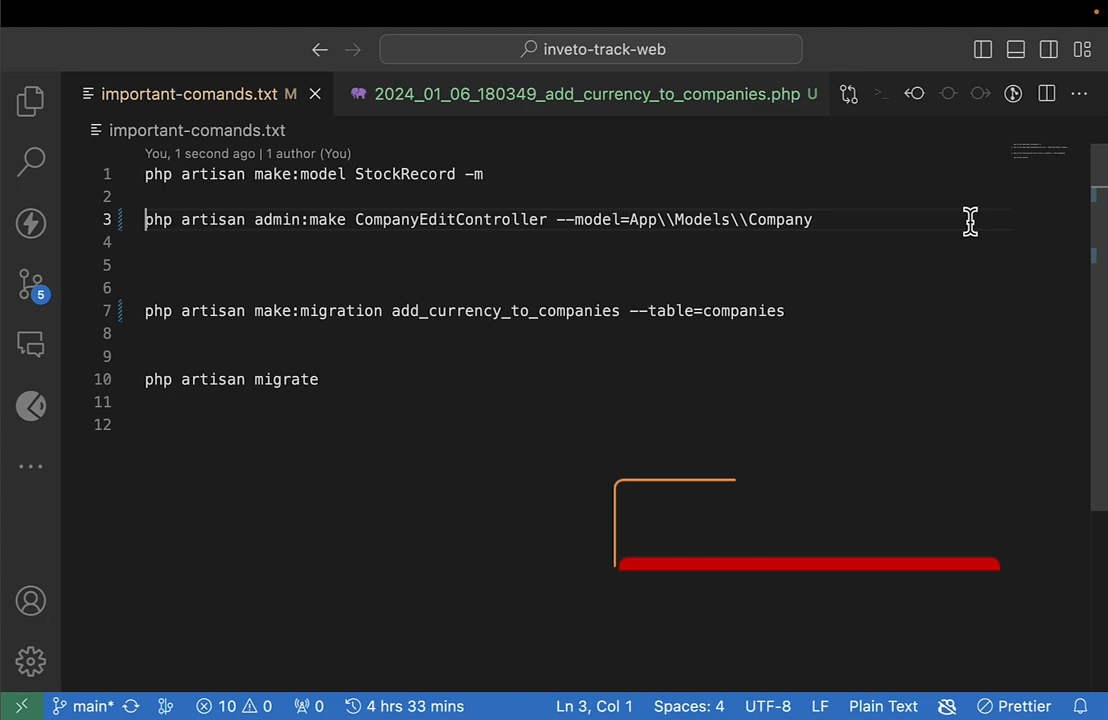 inveto-track-web
important-comands.txt M
2024_01_06_180349_add_currency_to_companies.php U
important-comands.txt
You, 1 second ago | 1 author (You)
1 php artisan make:model StockRecord -m
2
3 php artisan admin:make CompanyEditController --model=App\\Models\\Company
4
5
6
7 php artisan make:migration add_currency_to_companies --table=companies
8
9
10 php artisan migrate
11
12
5
main* 10 0 0 4 hrs 33 mins Ln 3, Col 1 Spaces: 4 UTF-8 LF Plain Text Prettier